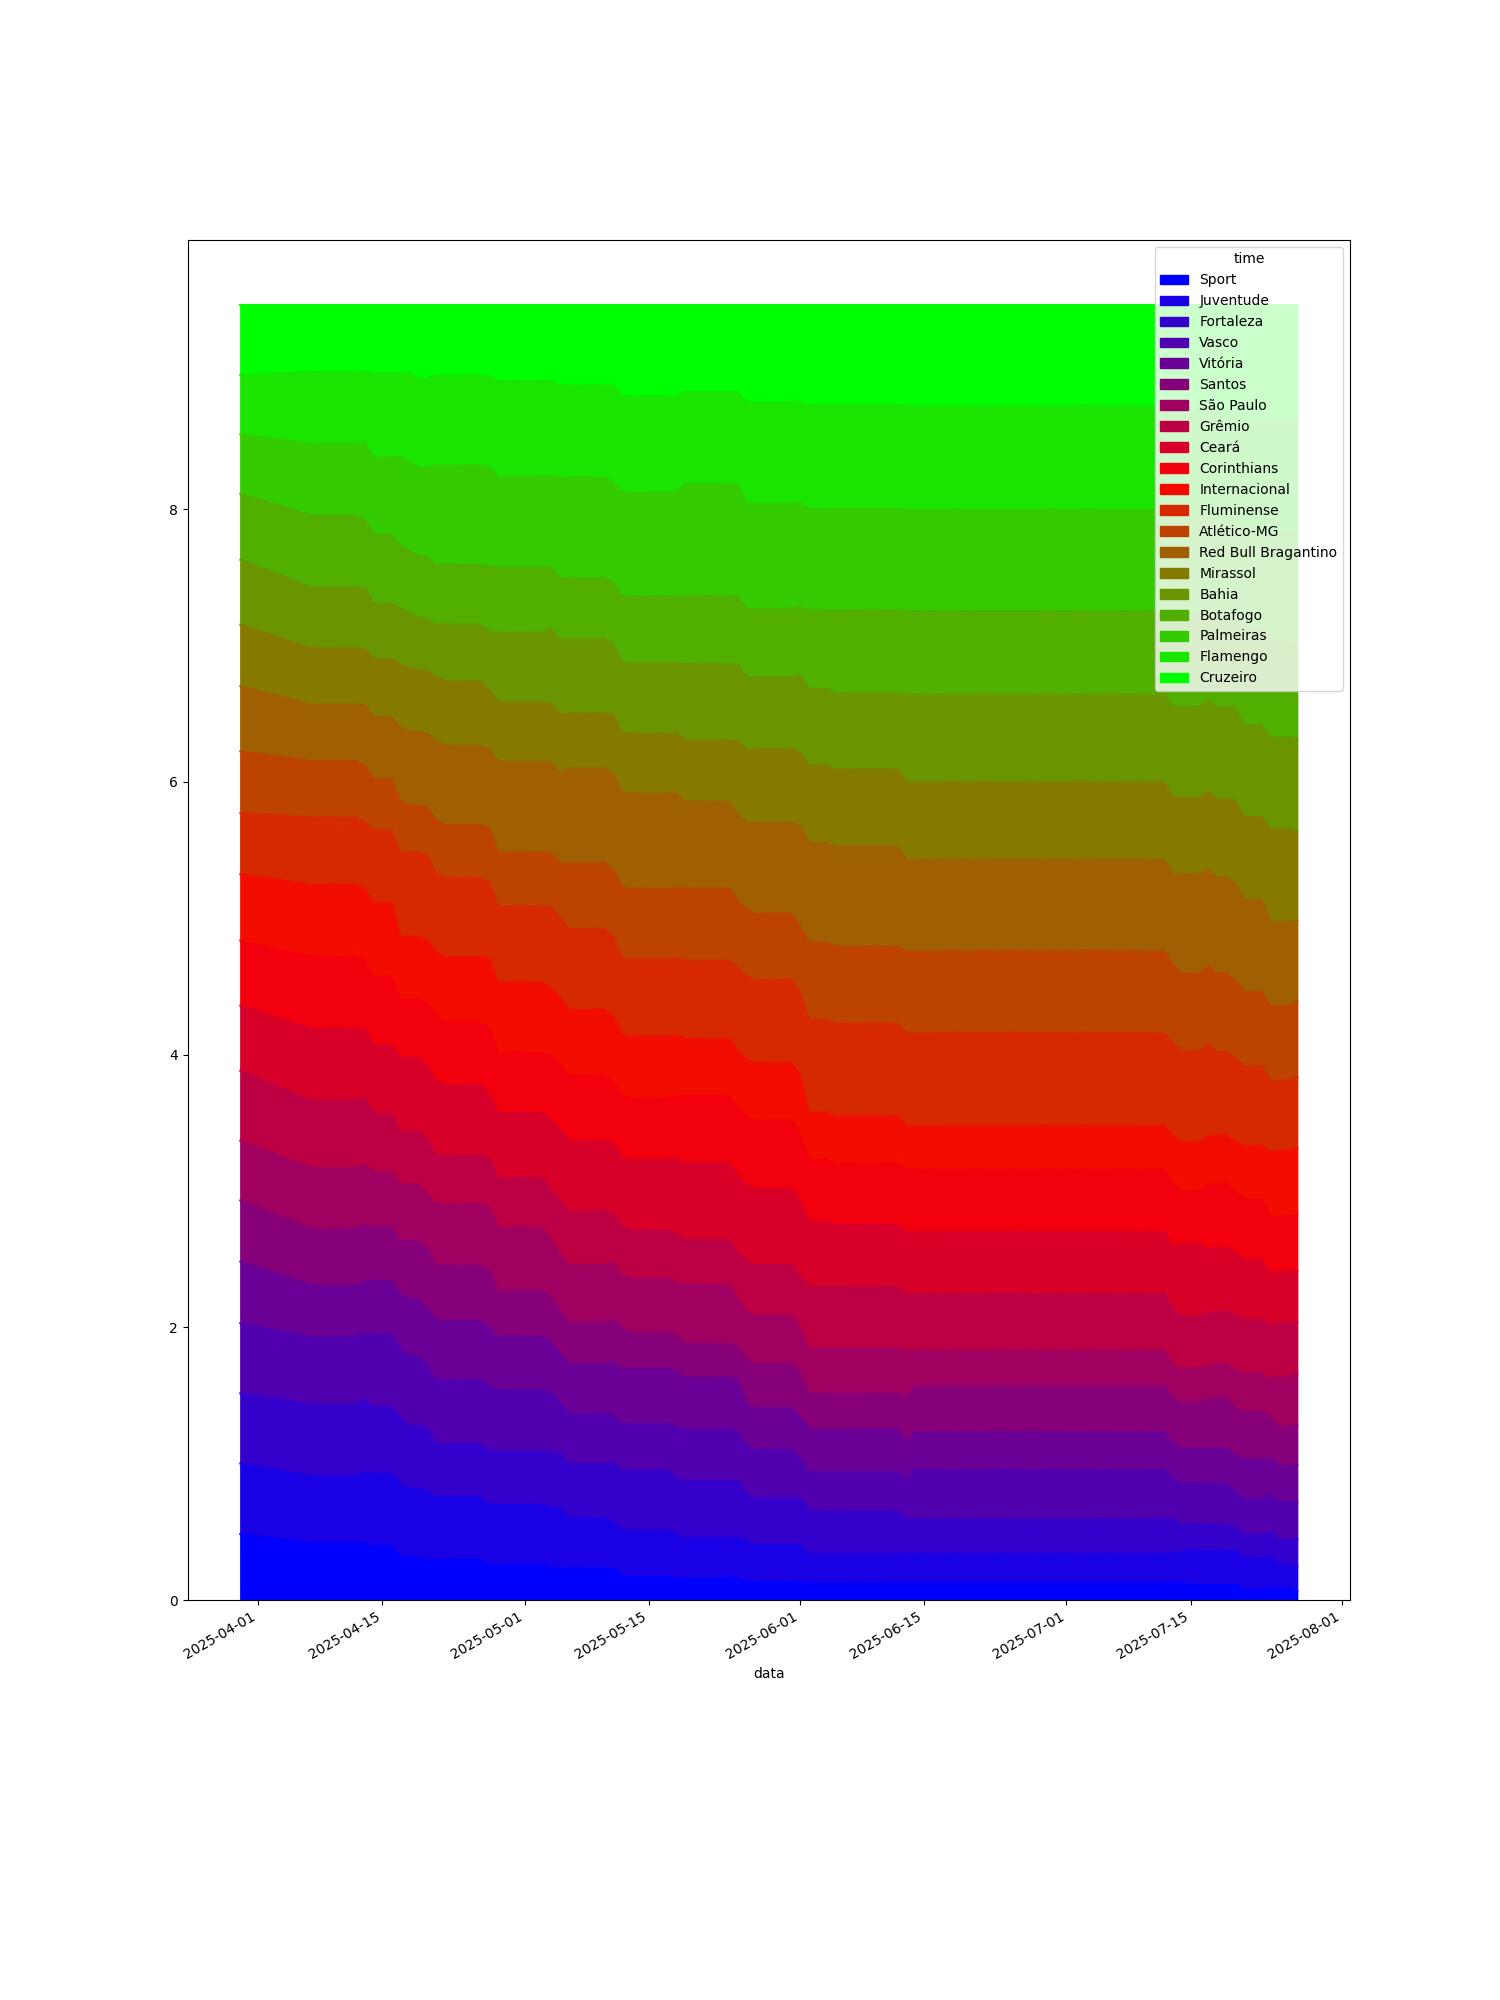 time
Sport
Juventude
Fortaleza
Vasco
Vitória
Santos
São Paulo
Grêmio
Ceará
Corinthians
Internacional
Fluminense
Atlético-MG
Red Bull Bragantino
Mirassol
Bahia
Botafogo
Palmeiras
Flamengo
Cruzeiro
8
6
4
2
0
2025-04-01
2025-04-15
2025-05-01
2025-05-15
2025-06-01
2025-06-15
2025-07-01
2025-07-15
2025-08-01
data